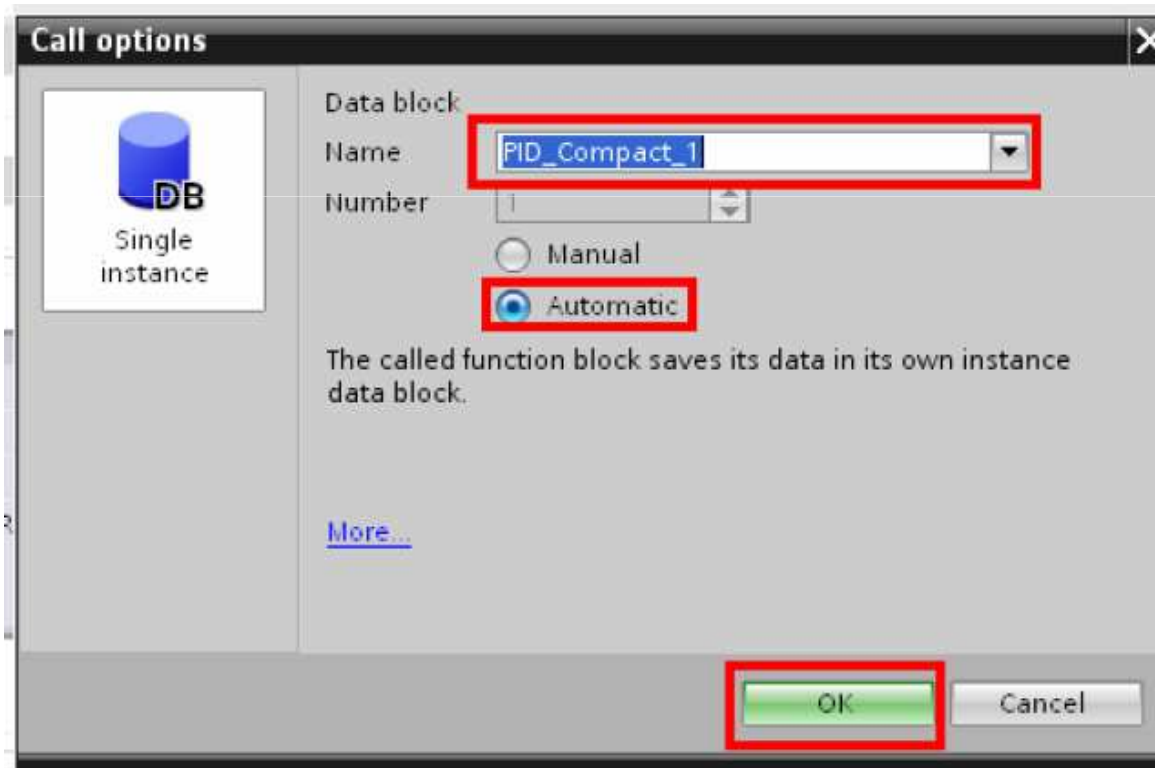 Call options
DB
Single
instance
Data block
Name PID_Compact_1
Number 1
Manual
Automatic
The called function block saves its data in its own instance
data block.
More...
OK Cancel